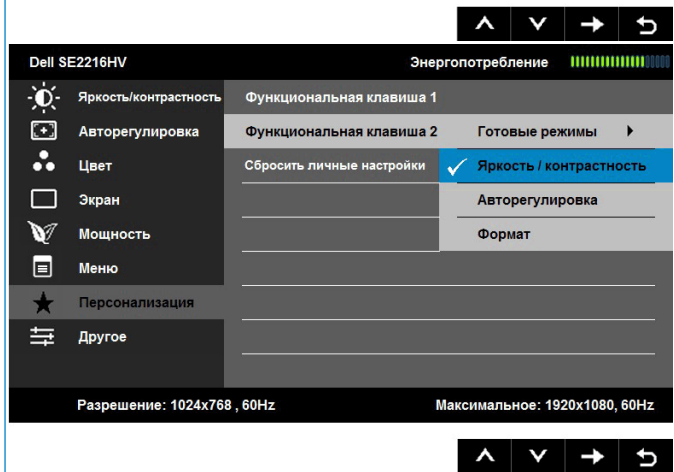 Dell SE2216HV Энергопотребление
Яркость/контрастность Функциональная клавиша 1
Авторегулировка Функциональная клавиша 2 Готовые режимы
Цвет Сбросить личные настройки Яркость / контрастность
Экран Авторегулировка
Мощность Формат
Меню
Персонализация
Другое
Разрешение: 1024x768 , 60Hz Максимальное: 1920x1080, 60Hz